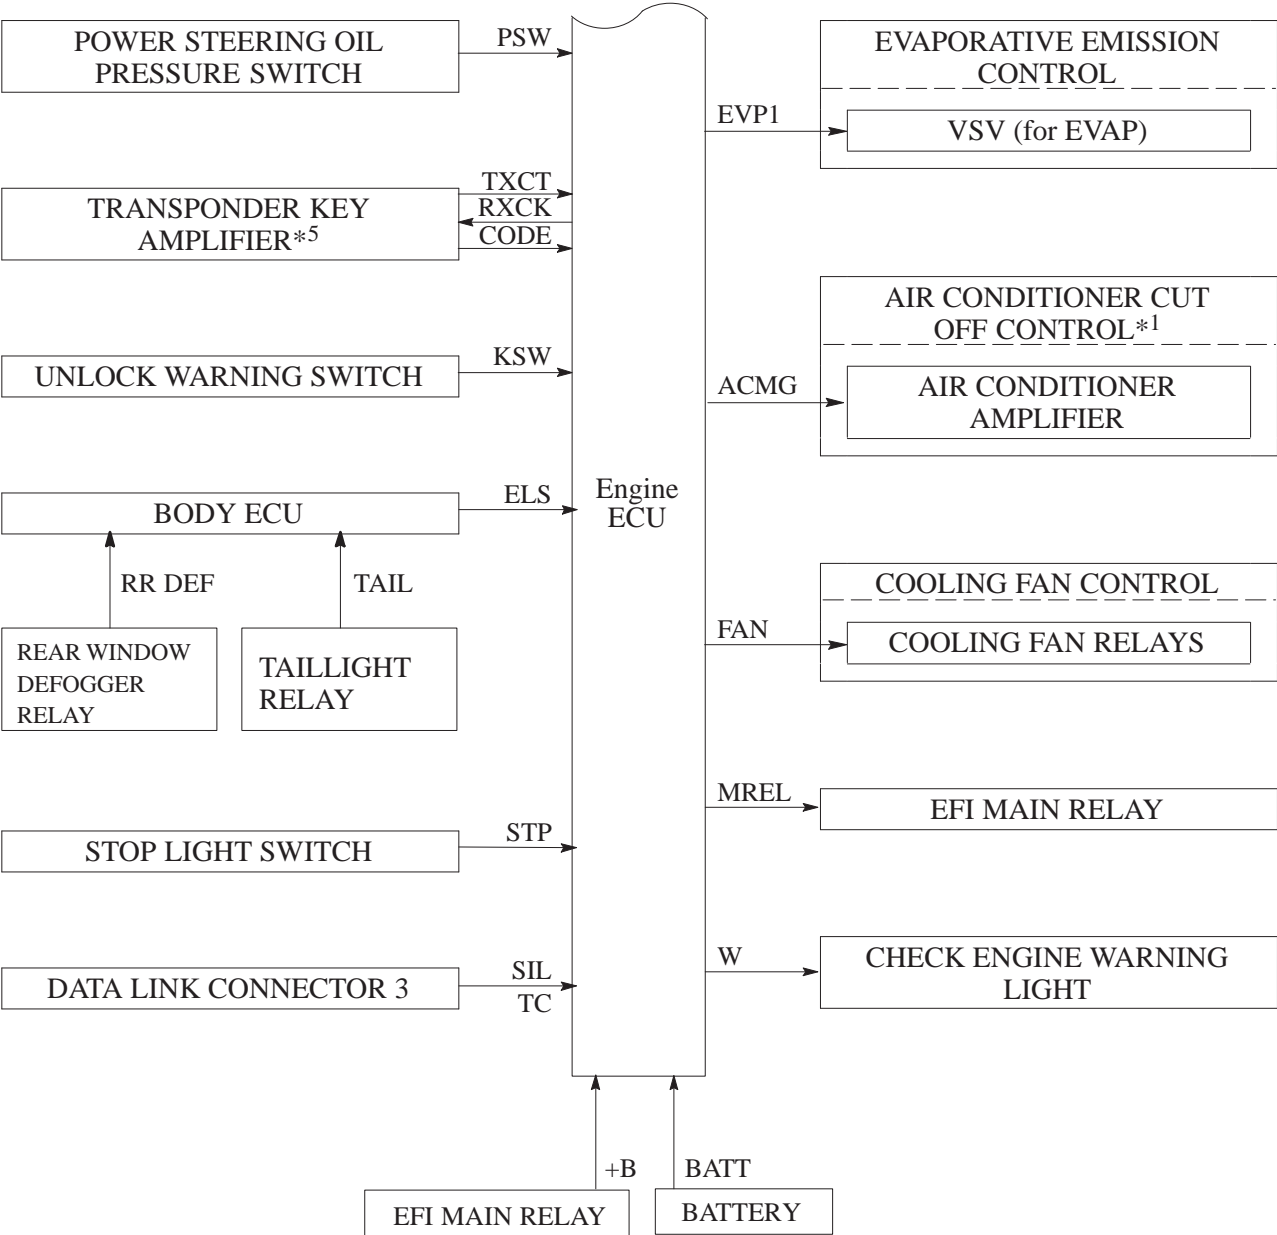 POWER STEERING OIL
PRESSURE SWITCH
PSW
EVAPORATIVE EMISSION
CONTROL
EVP1
VSV (for EVAP)
TXCT
TRANSPONDER KEY
AMPLIFIER*5
RXCK
CODE
AIR CONDITIONER CUT
OFF CONTROL*1
UNLOCK WARNING SWITCH
KSW
ACMG
AIR CONDITIONER
AMPLIFIER
BODY ECU
ELS
Engine
ECU
RR DEF
TAIL
COOLING FAN CONTROL
FAN
COOLING FAN RELAYS
REAR WINDOW
DEFOGGER
RELAY
TAILLIGHT
RELAY
MREL
EFI MAIN RELAY
STOP LIGHT SWITCH
STP
W
CHECK ENGINE WARNING
LIGHT
DATA LINK CONNECTOR 3
SIL
TC
+B
BATT
EFI MAIN RELAY
BATTERY